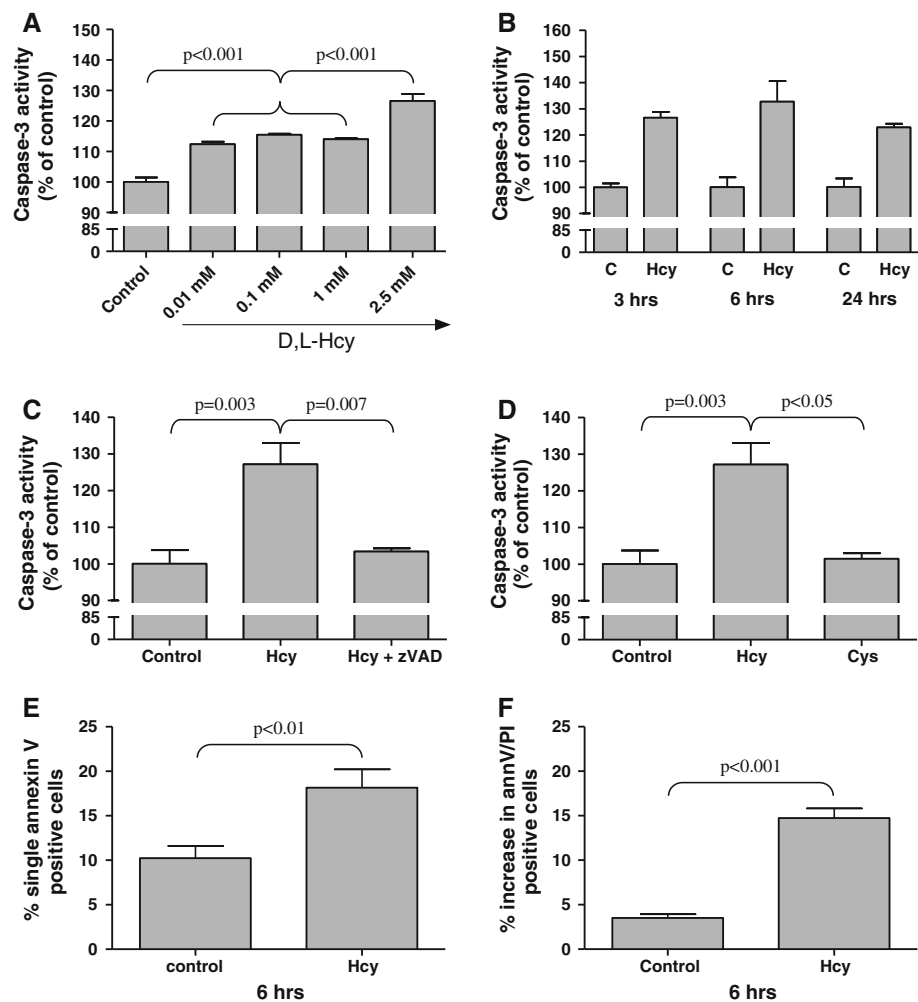 A
Caspase-3 activity
(% of control)
150
140
130
120
110
100
90
85
0
p<0.001
p<0.001
Control
0.01 mM
0.1 mM
1 mM
2.5 mM
D,L-Hcy
B
Caspase-3 activity
(% of control)
160
150
140
130
120
110
100
90
85
0
C
Hcy
C
Hcy
C
Hcy
3 hrs
6 hrs
24 hrs
C
Caspase-3 activity
(% of control)
140
130
120
110
100
90
85
0
p=0.003
p=0.007
Control
Hcy
Hcy + zVAD
D
Caspase-3 activity
(% of control)
140
130
120
110
100
90
85
0
p=0.003
p<0.05
Control
Hcy
Cys
E
% single annexin V
positive cells
25
20
15
10
5
0
p<0.01
control
Hcy
6 hrs
F
% increase in annV/PI
positive cells
25
20
15
10
5
0
p<0.001
Control
Hcy
6 hrs